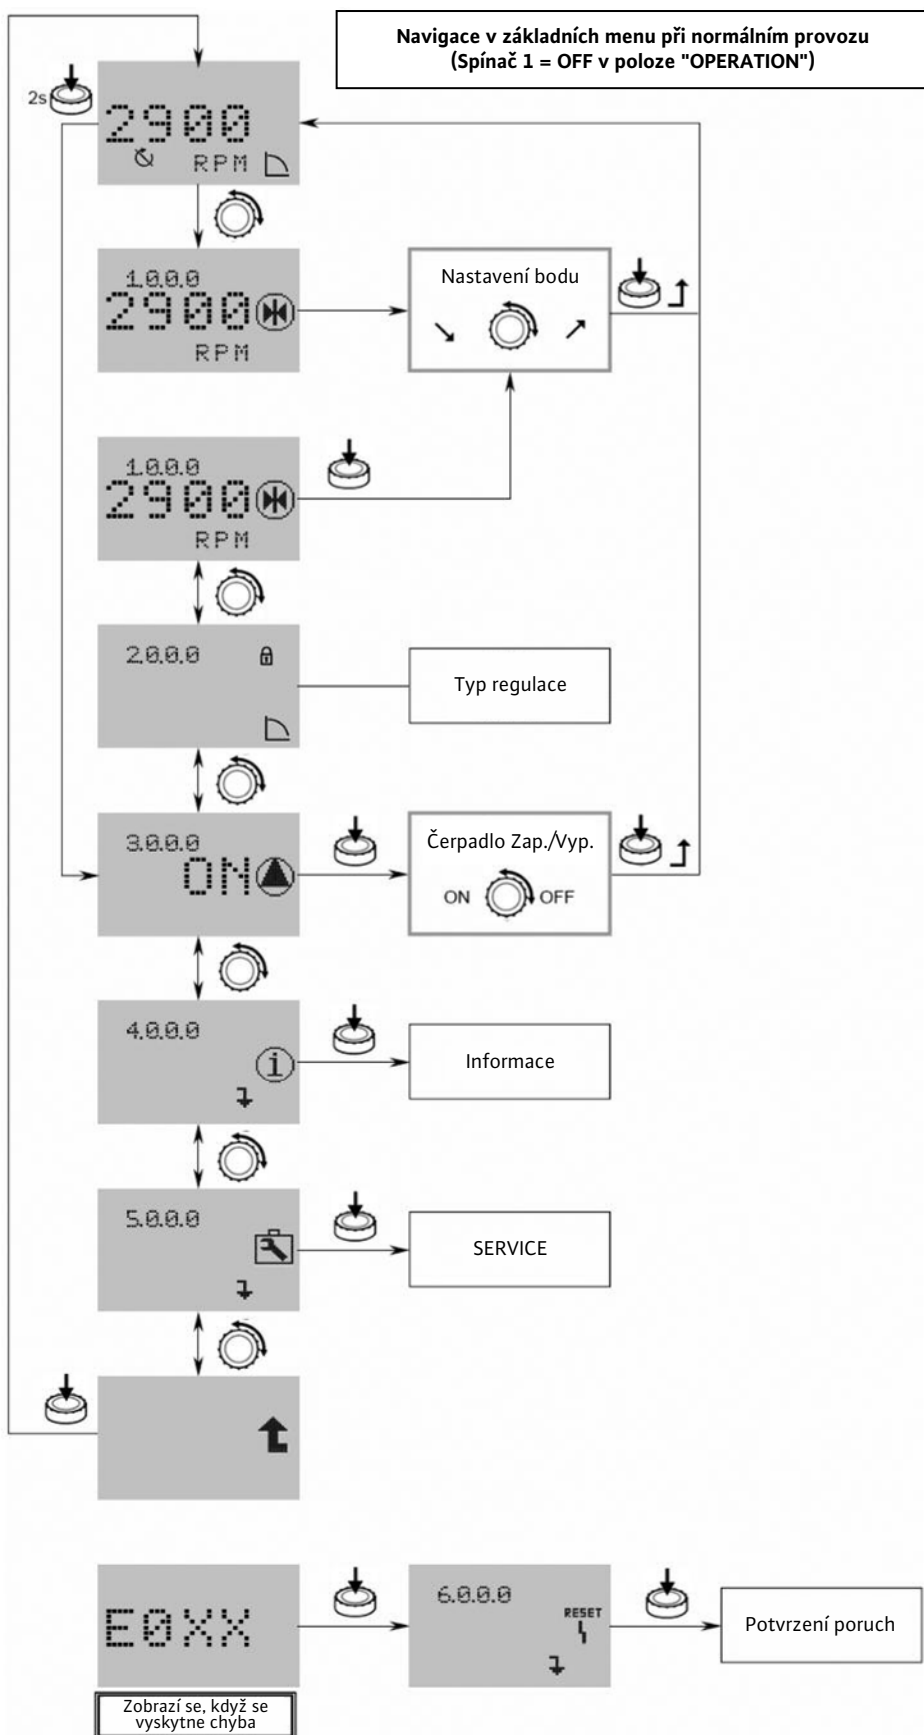 Navigace v základních menu při normálním provozu
(Spínač 1 = OFF v poloze "OPERATION")
2s
2900
RPM
1.0.0.0
2900
RPM
Nastavení bodu
1.0.0.0
2900
RPM
2.0.0.0
Typ regulace
3.0.0.0
ON
Čerpadlo Zap./Vyp.
ON OFF
4.0.0.0
i
Informace
5.0.0.0
SERVICE
E0XX
6.0.0.0
RESET
Potvrzení poruch
Zobrazí se, když se
vyskytne chyba